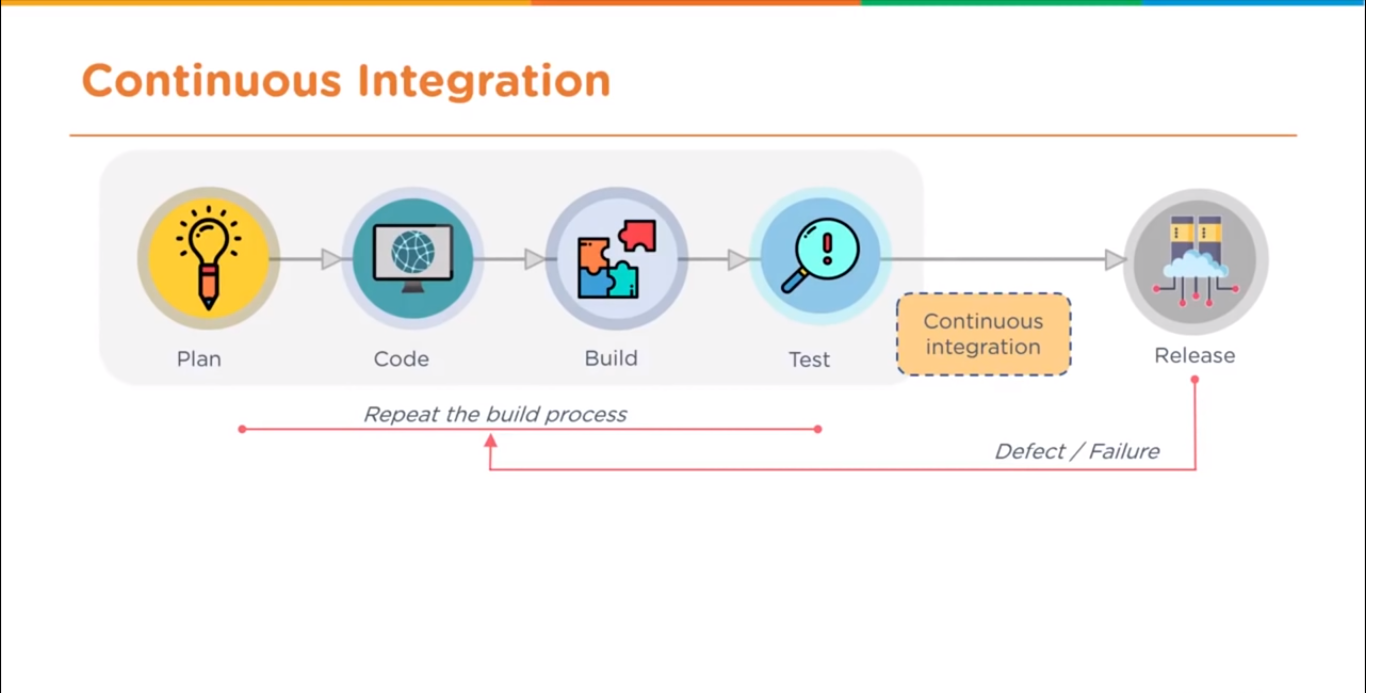 Continuous Integration
Plan
Code
Build
Test
Continuous
integration
Release
Repeat the build process
Defect / Failure